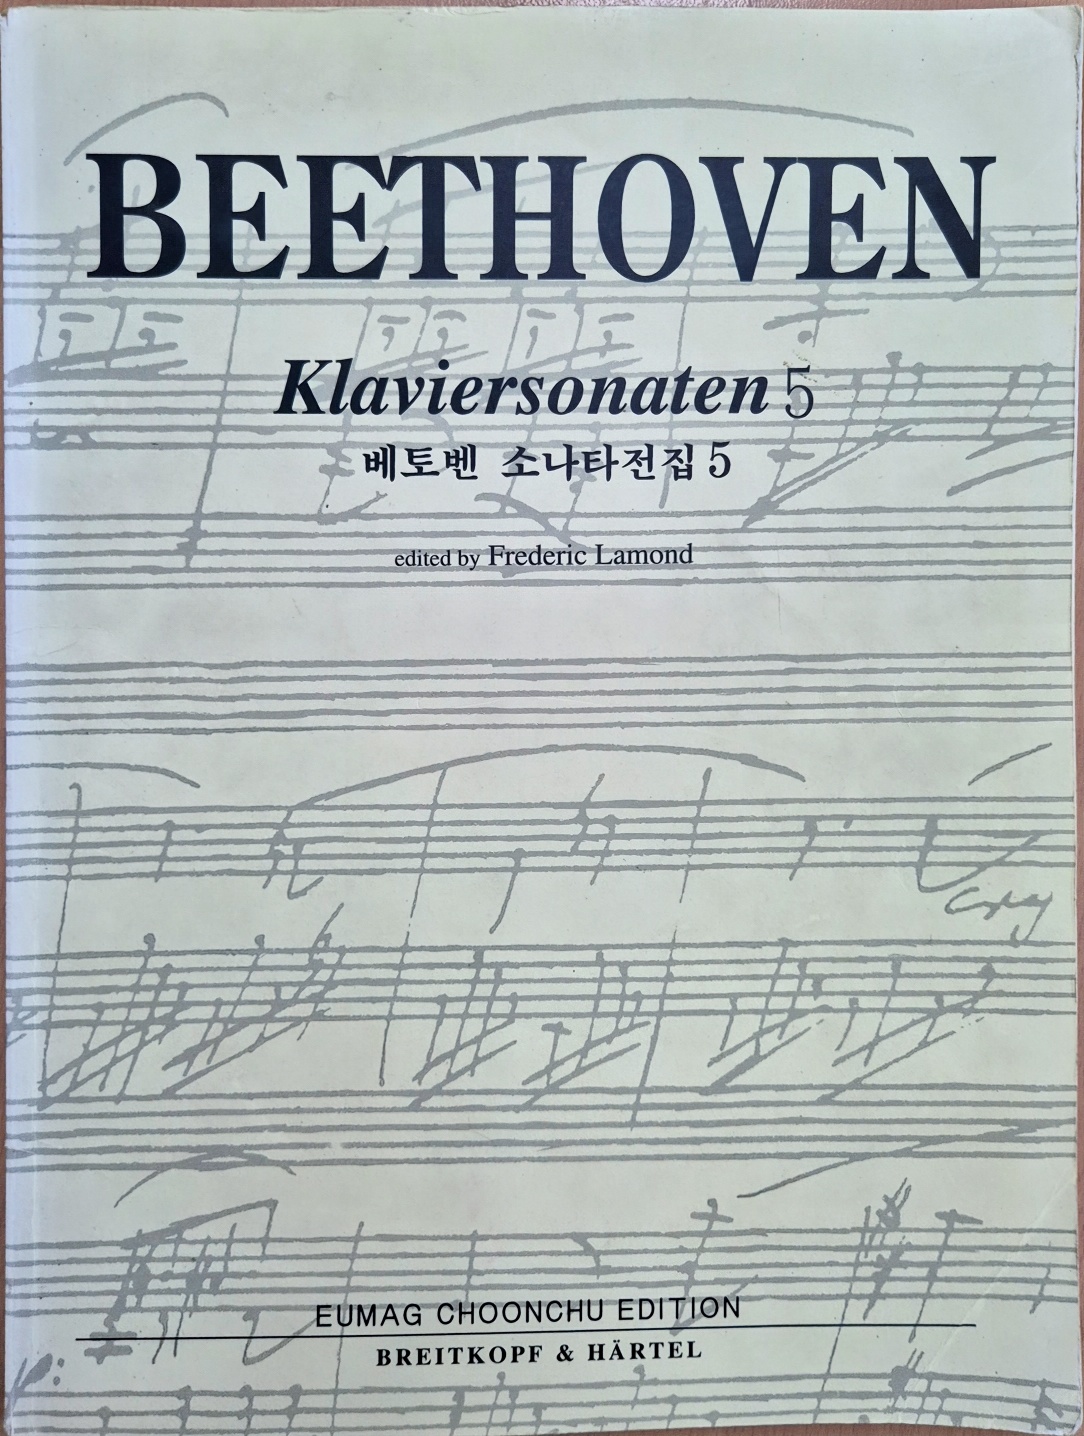 BEETHOVEN
Klaviersonaten 5
베토벤 소나타전집 5
edited by Frederic Lamond
EUMAG CHOONCHU EDITION
BREITKOPF & HÄRTEL